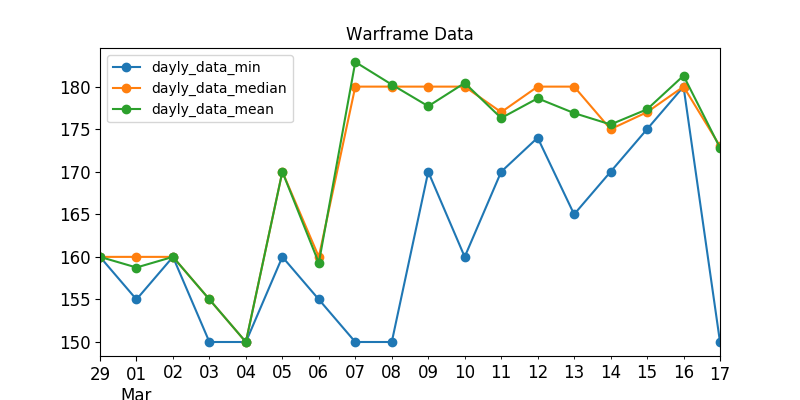 Warframe Data
dayly_data_min
dayly_data_median
dayly_data_mean
180
175
170
165
160
155
150
29 01 02 03 04 05 06 07 08 09 10 11 12 13 14 15 16 17
Mar